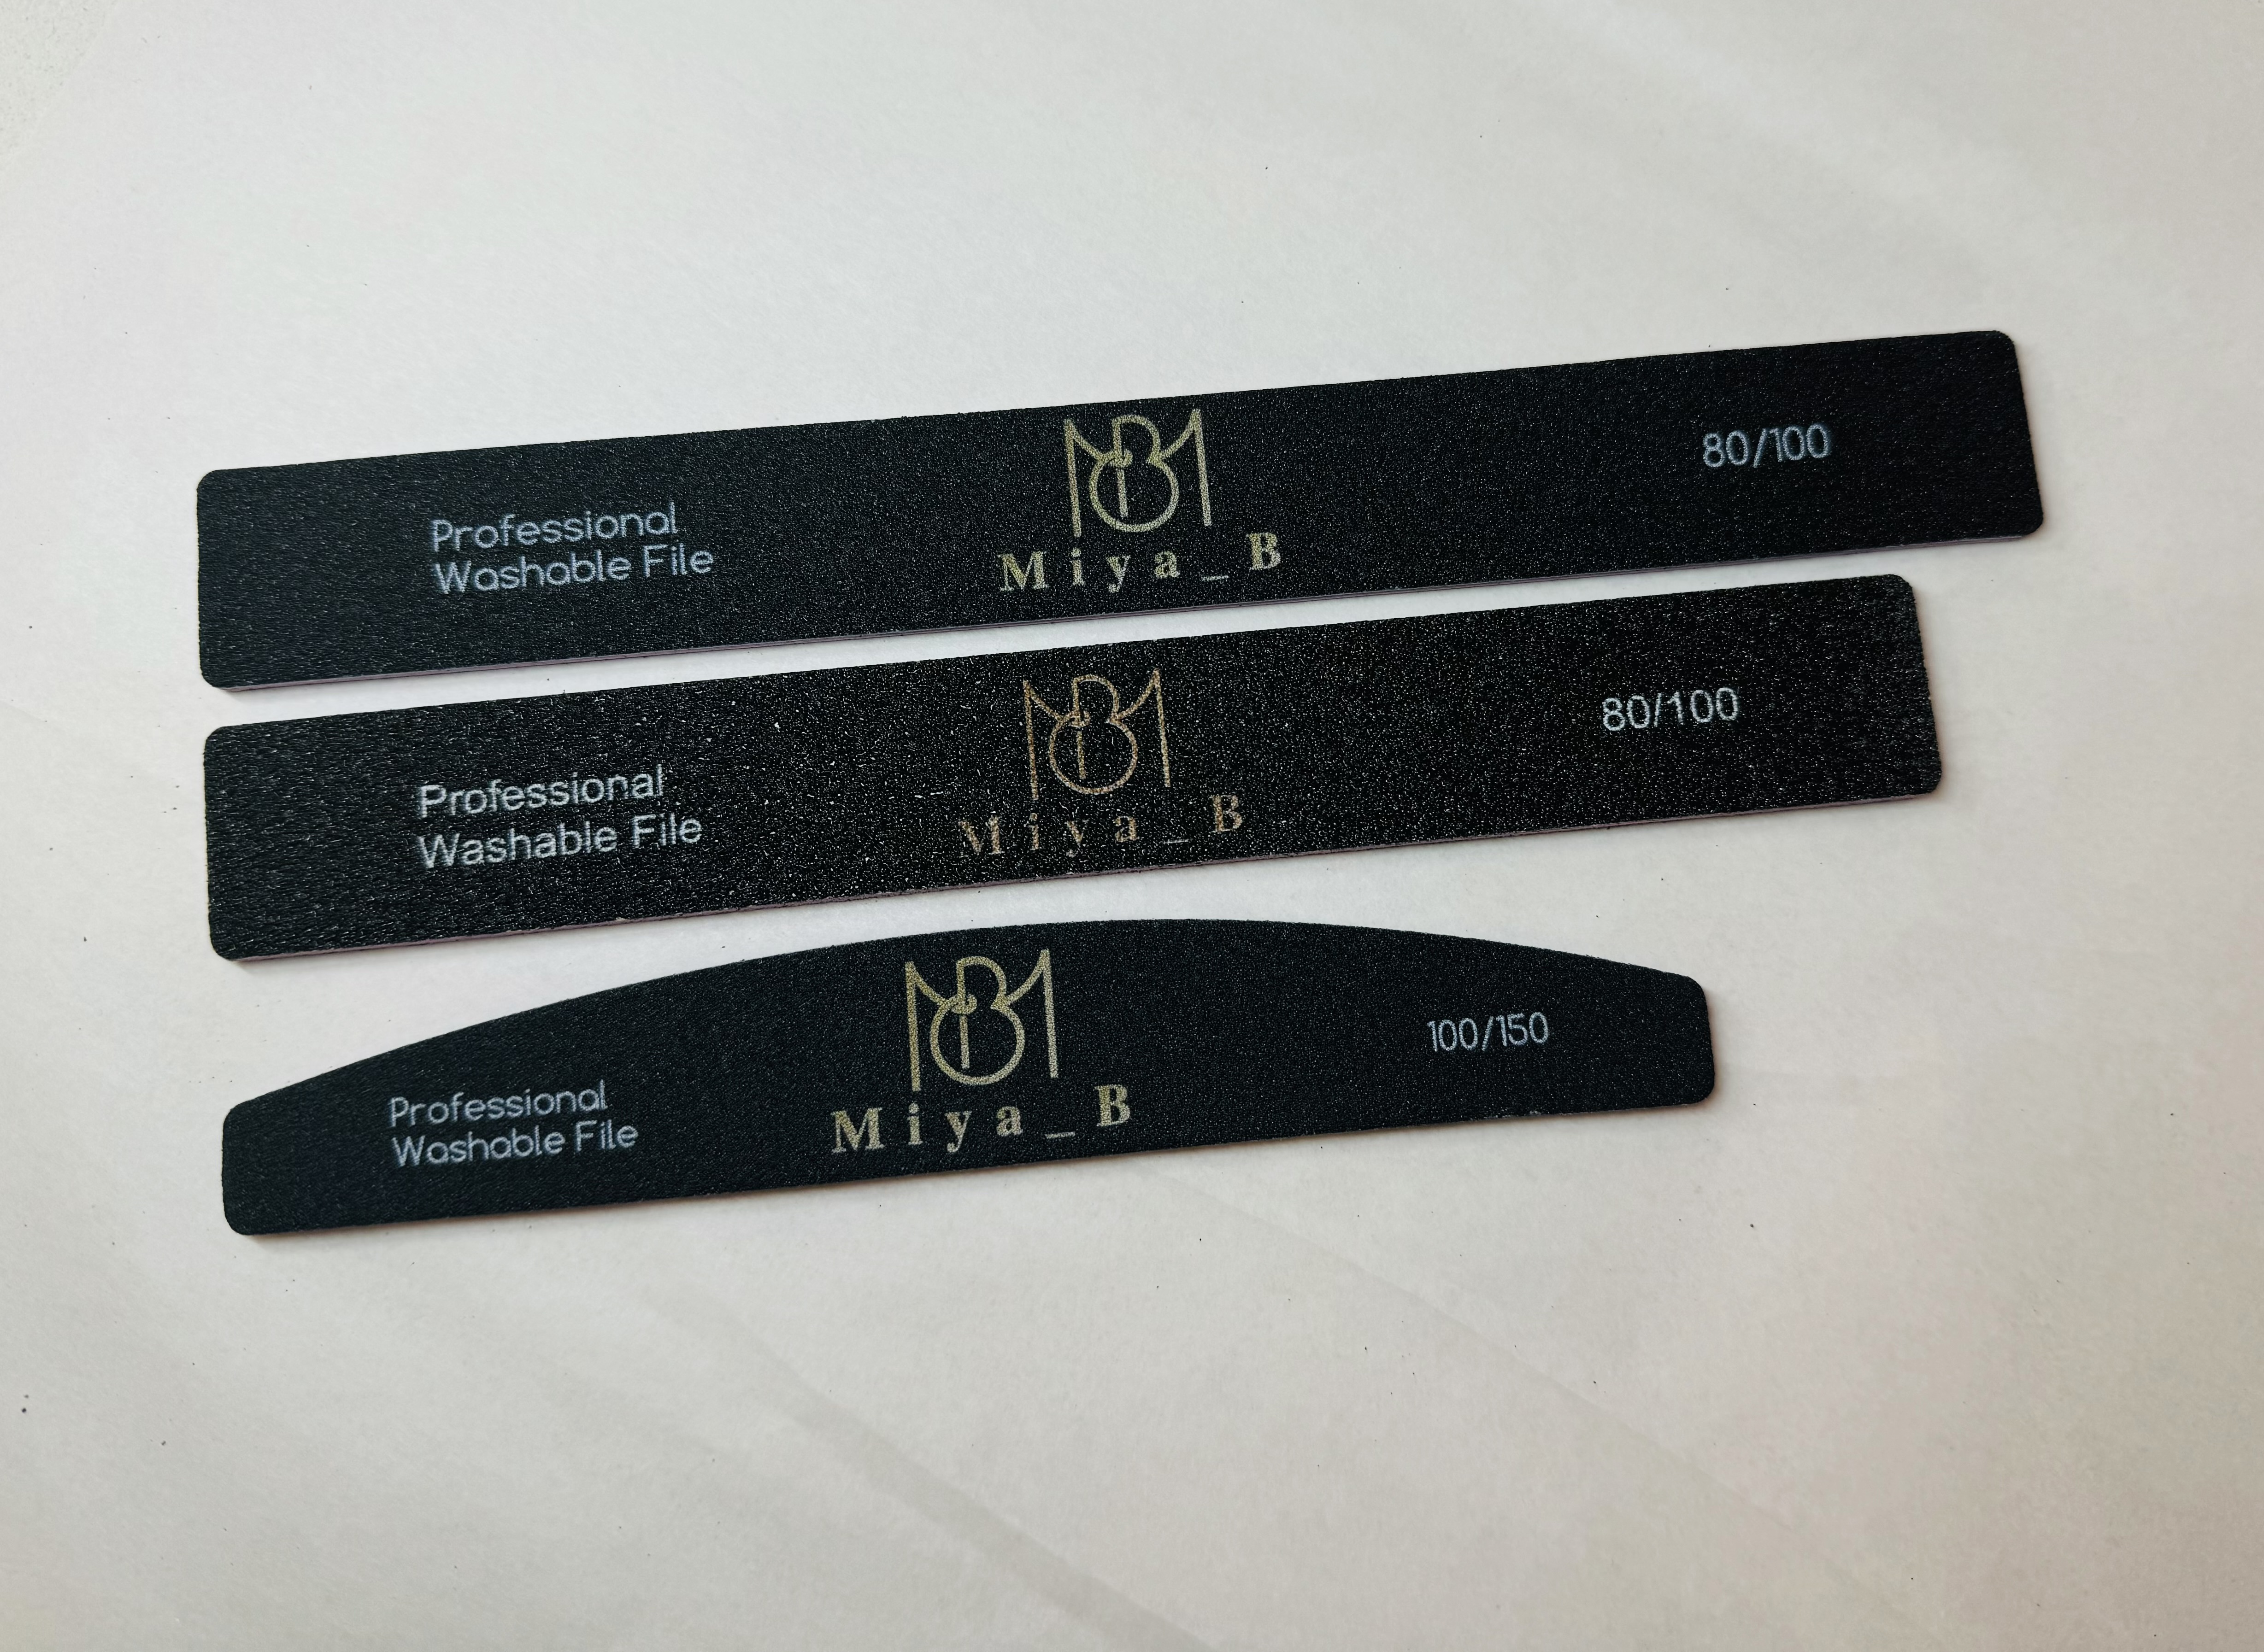 Professional
Washable File
Miya_B
80/100
Professional
Washable File
Miya_B
80/100
Professional
Washable File
Miya_B
100/150